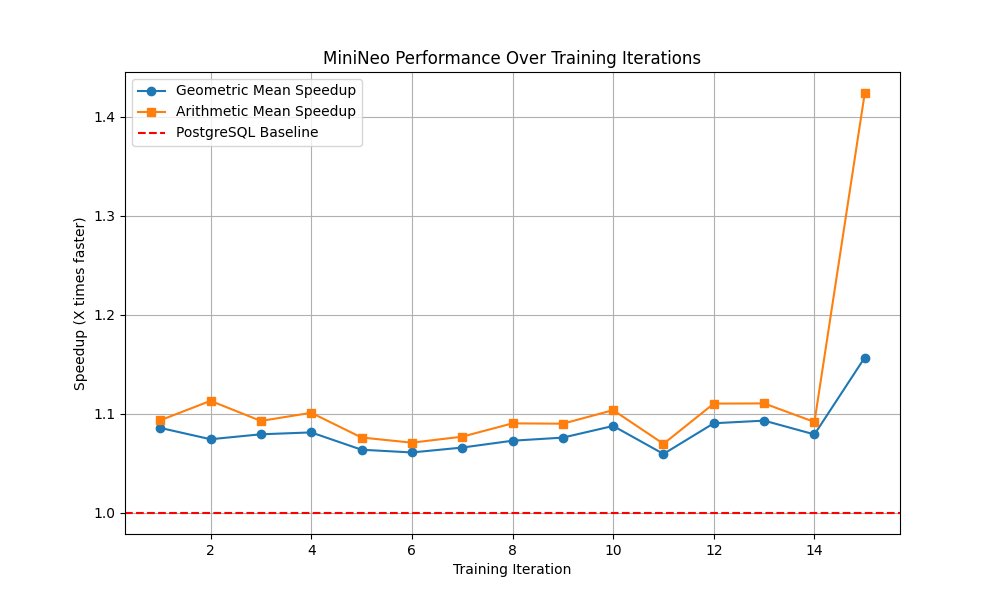 MiniNeo Performance Over Training Iterations
Geometric Mean Speedup
Arithmetic Mean Speedup
PostgreSQL Baseline
Speedup (X times faster)
1.4
1.3
1.2
1.1
1.0
2 4 6 8 10 12 14
Training Iteration